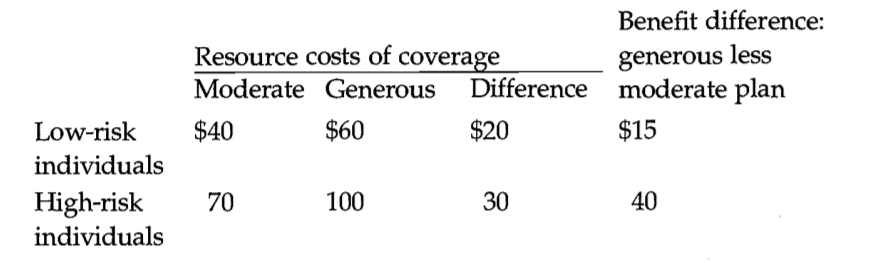 Benefit difference:
Resource costs of coverage generous less
Moderate Generous Difference moderate plan
Low-risk $40 $60 $20 $15
individuals
High-risk 70 100 30 40
individuals